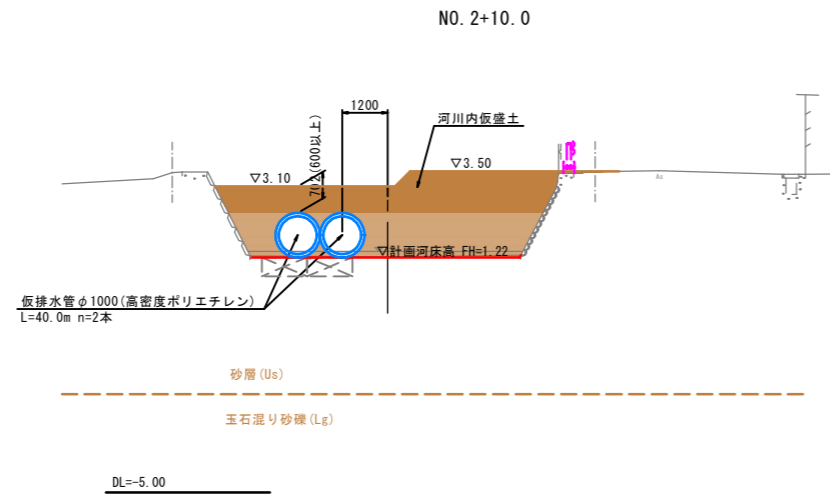 NO. 2+10.0
1200
河川内仮盛土
702(600以上)
▽3.10
▽3.50
As
▽計画河床高 FH=1.22
仮排水管φ1000(高密度ポリエチレン)
L=40.0m n=2本
砂層(Us)
玉石混り砂礫(Lg)
DL=-5.00